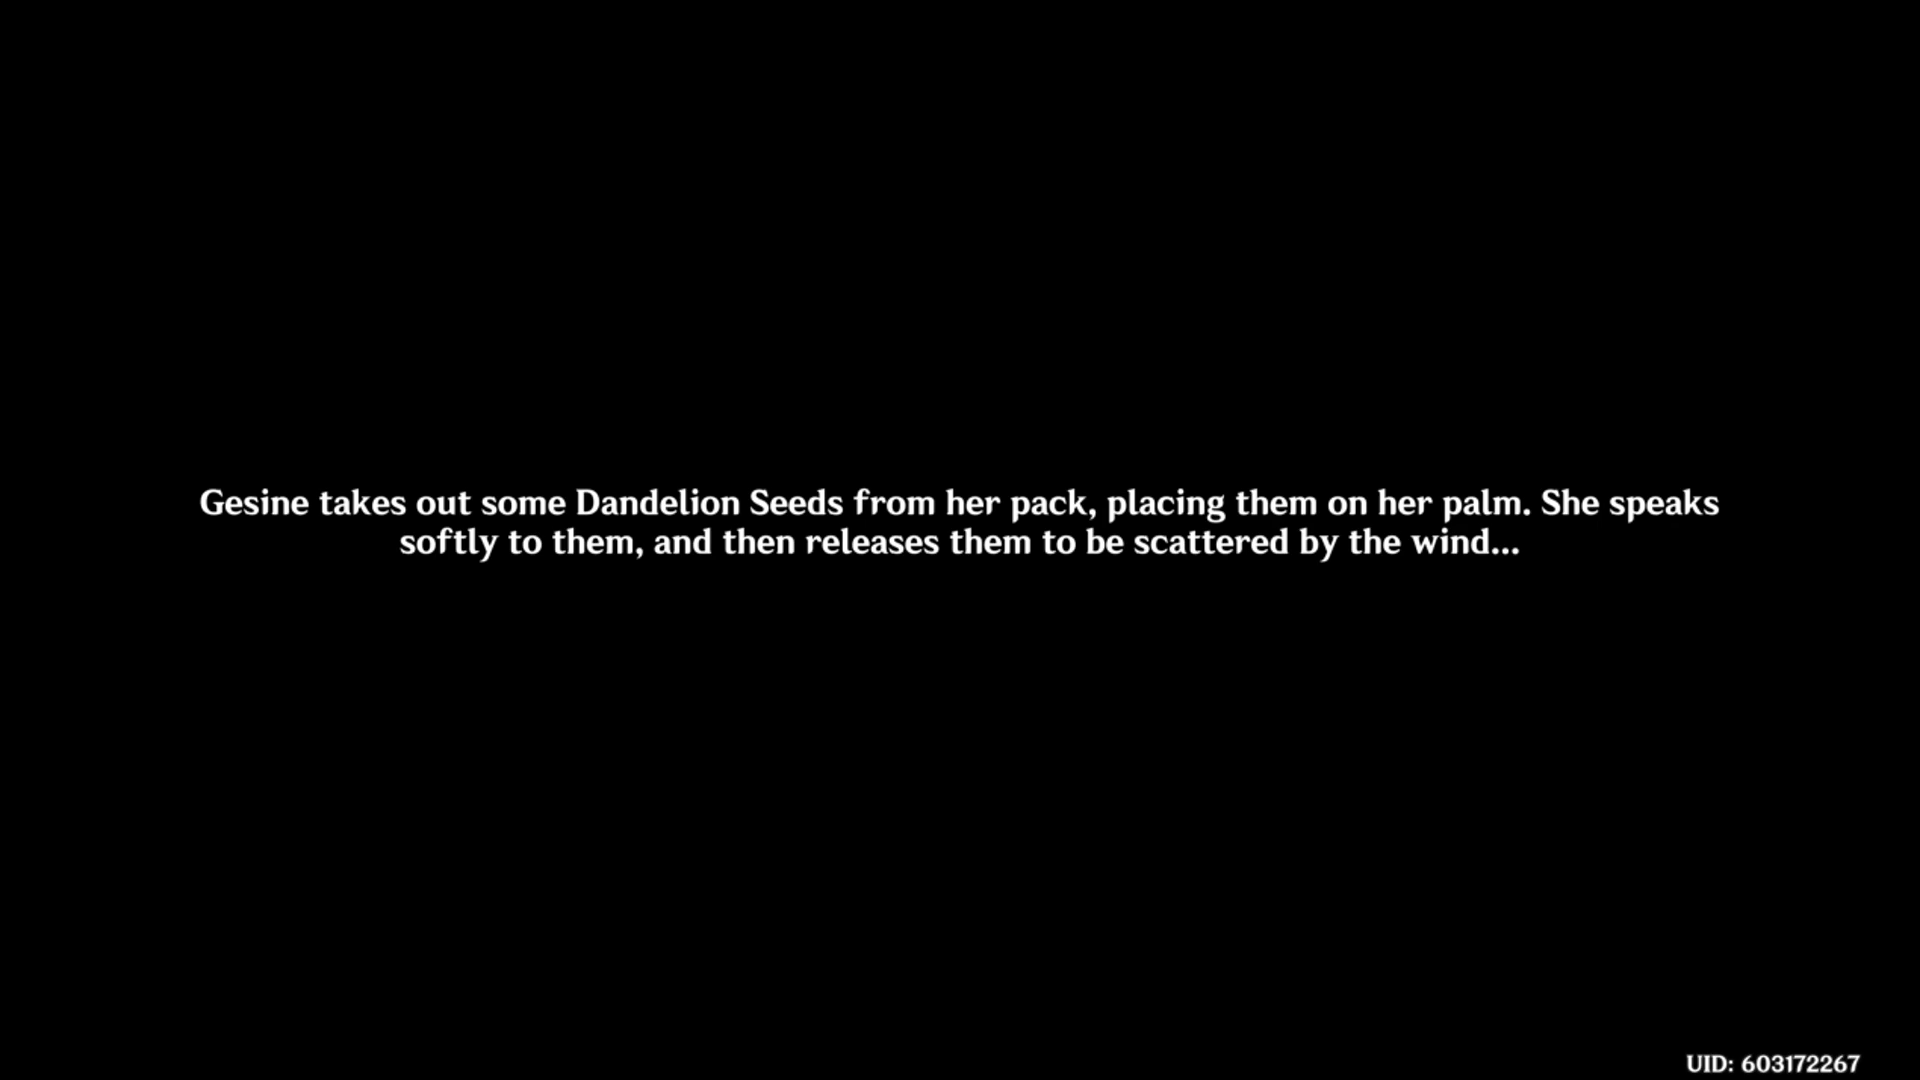 Gesine takes out some Dandelion Seeds from her pack, placing them on her palm. She speaks
softly to them, and then releases them to be scattered by the wind...
UID: 603172267